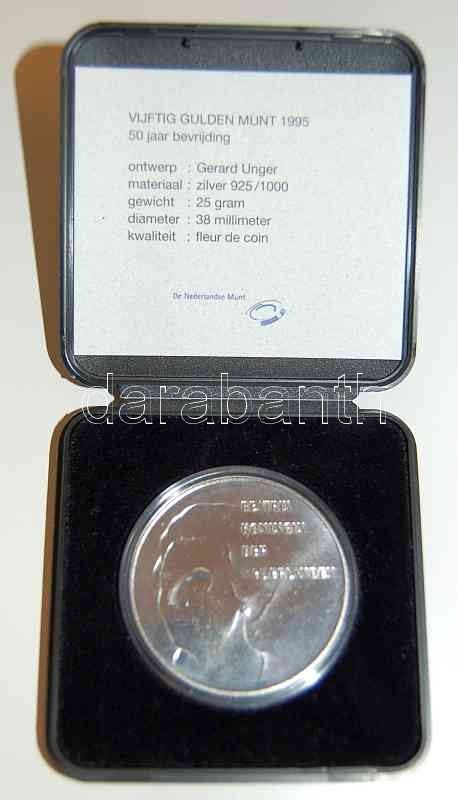 VIJFTIG GULDEN MUNT 1995
50 jaar bevrijding
ontwerp : Gerard Unger
materiaal : zilver 925/1000
gewicht : 25 gram
diameter : 38 millimeter
kwaliteit : fleur de coin
De Nederlandse Munt
darabanth
DER